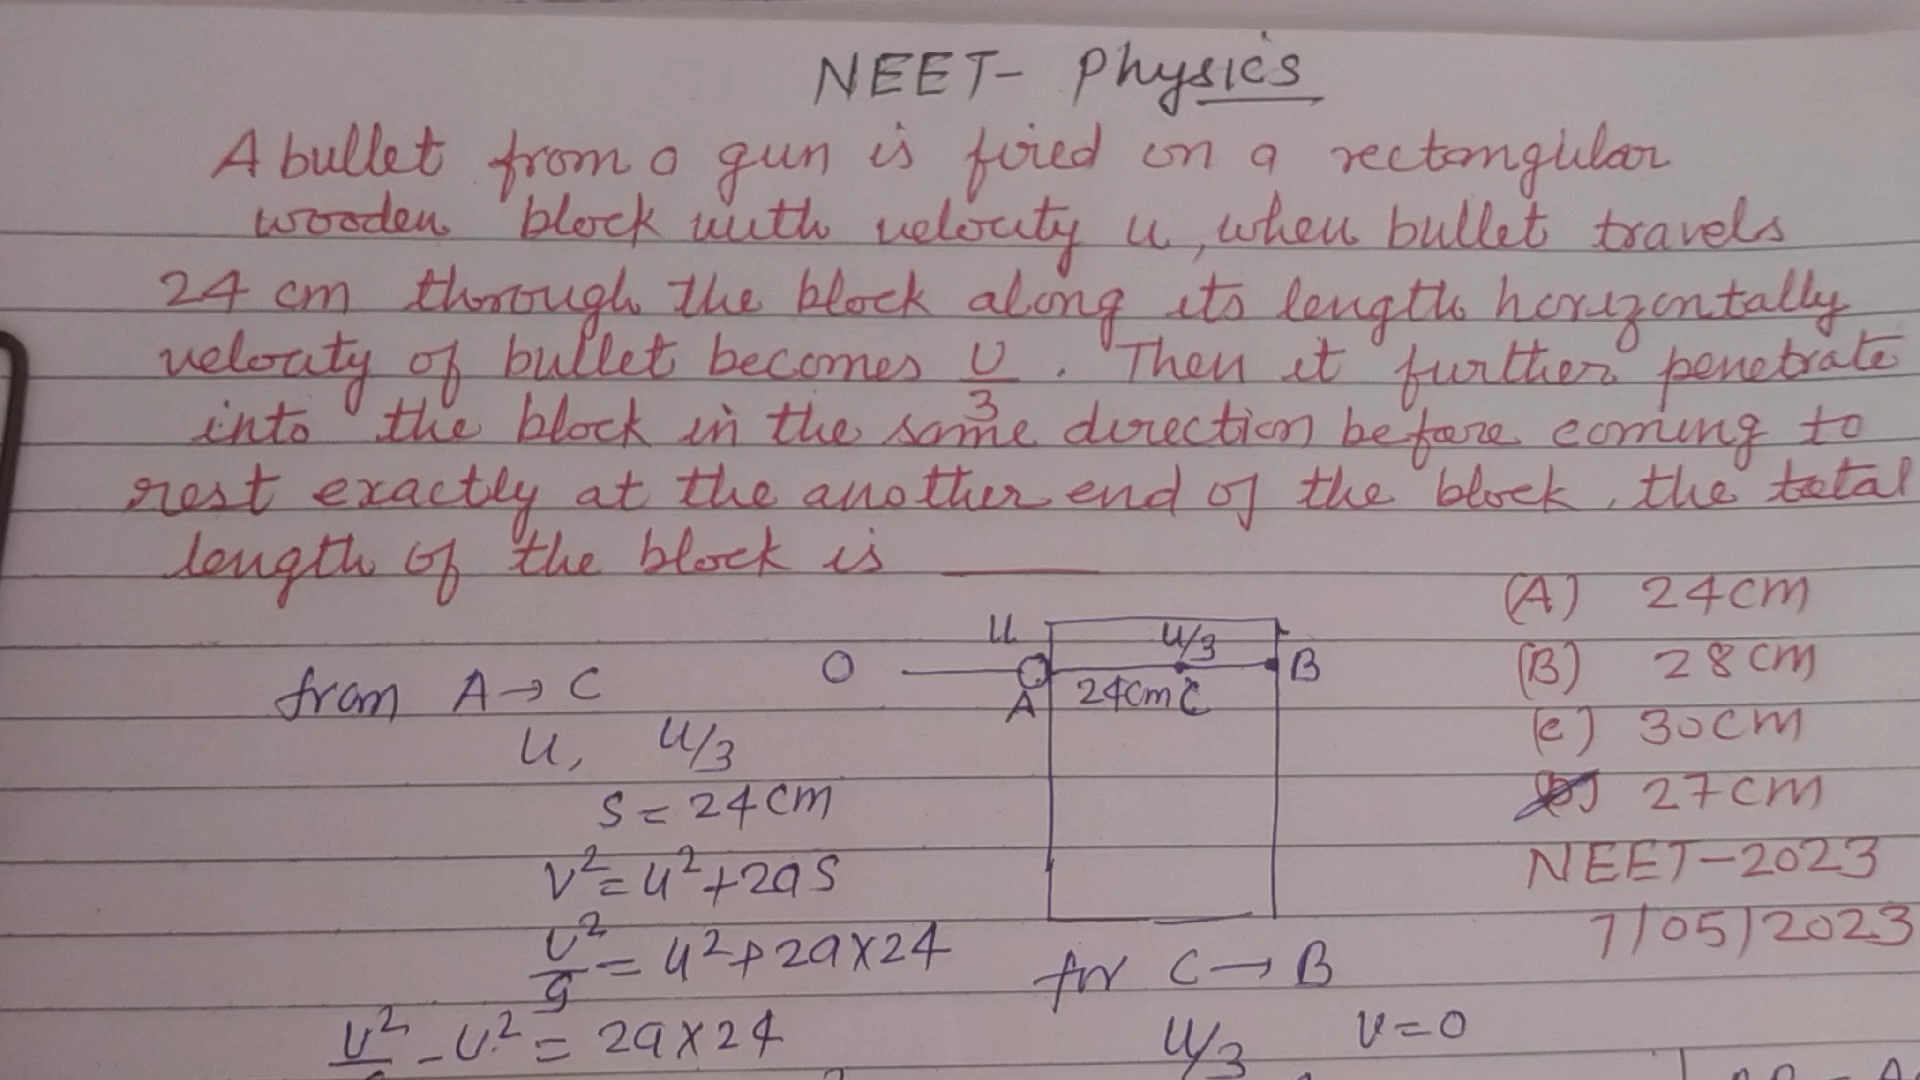 NEET- Physics
A bullet from a gun is fired on a rectangular
wooden block with velocity u, when bullet travels
24 cm through the block along its length horizontally
velocity of bullet becomes u/3. Then it further penetrate
into the block in the same direction before coming to
rest exactly at the another end of the block, the total
length of the block is ____
(A) 24cm
(B) 28cm
(C) 30cm
(D) 27cm
NEET-2023
7/05/2023
O u A 24cm C u/3 B
from A→C
u, u/3
S = 24cm
v² = u² + 2as
u²/9 = u² + 2a×24
- u² = 2a×24
for C→B
u/3 v=0